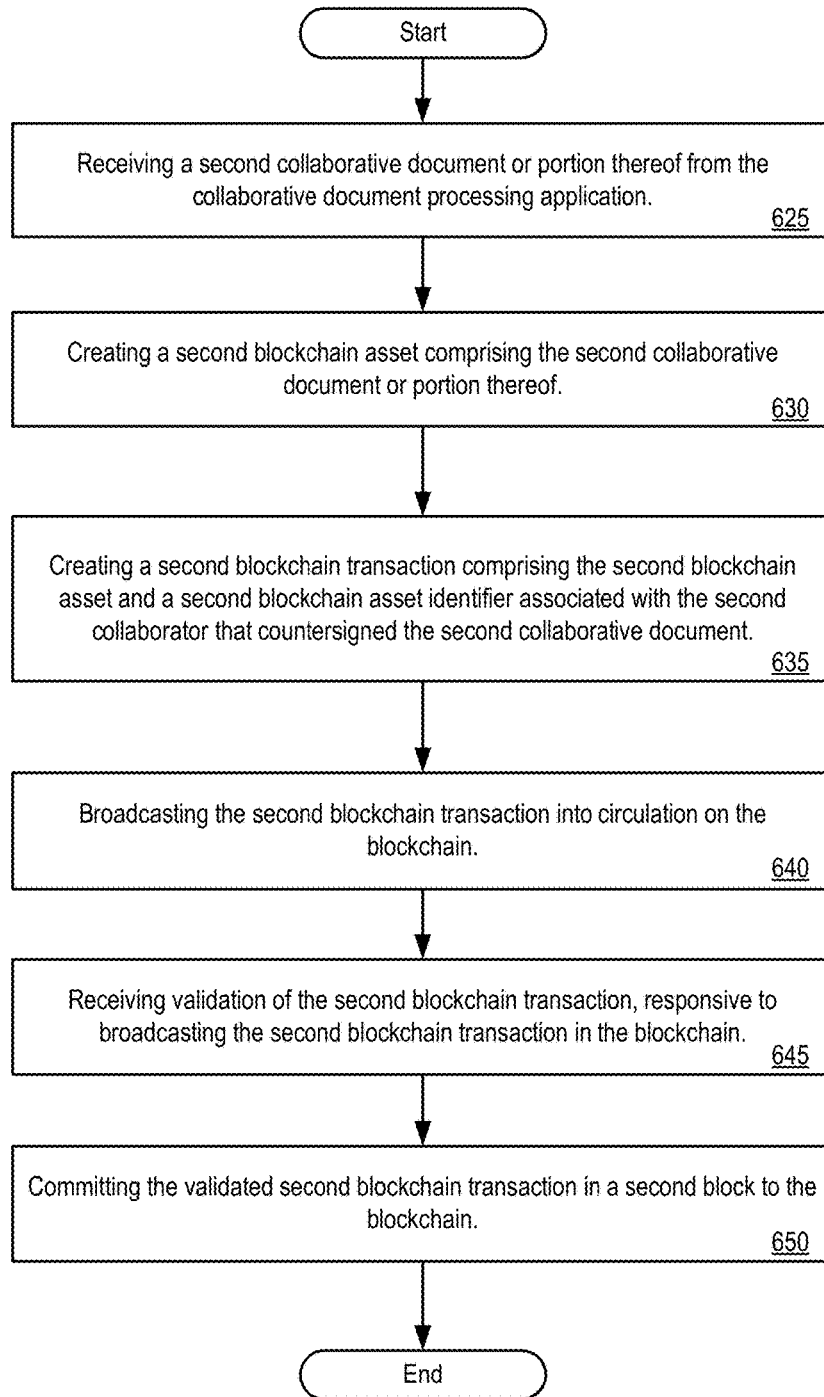 Start
Receiving a second collaborative document or portion thereof from the
collaborative document processing application.
625
Creating a second blockchain asset comprising the second collaborative
document or portion thereof.
630
Creating a second blockchain transaction comprising the second blockchain
asset and a second blockchain asset identifier associated with the second
collaborator that countersigned the second collaborative document.
635
Broadcasting the second blockchain transaction into circulation on the
blockchain.
640
Receiving validation of the second blockchain transaction, responsive to
broadcasting the second blockchain transaction in the blockchain.
645
Committing the validated second blockchain transaction in a second block to the
blockchain.
650
End